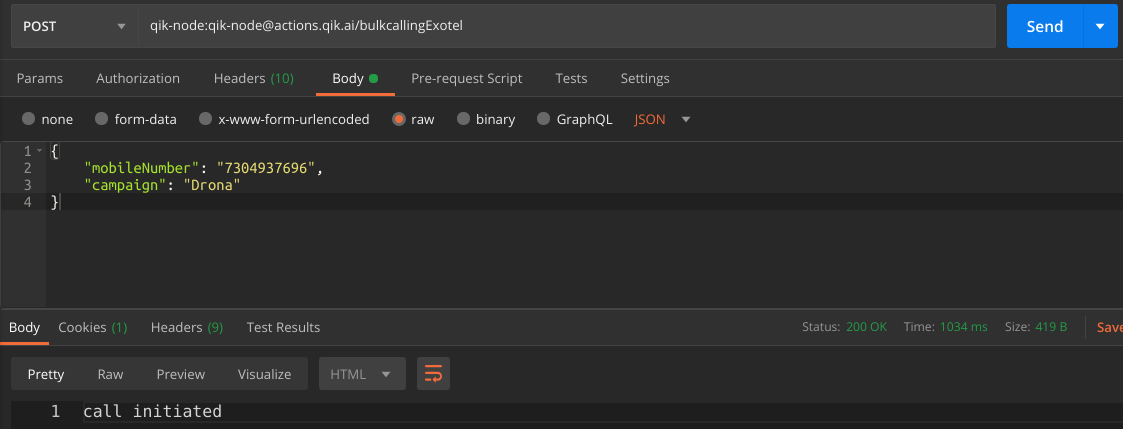 POST qik-node:qik-node@actions.qik.ai/bulkcallingExotel Send
Params Authorization Headers (10) Body Pre-request Script Tests Settings
none form-data x-www-form-urlencoded raw binary GraphQL JSON
1 {
2 "mobileNumber": "7304937696",
3 "campaign": "Drona"
4 }
Body Cookies (1) Headers (9) Test Results Status: 200 OK Time: 1034 ms Size: 419 B Save
Pretty Raw Preview Visualize HTML
1 call initiated